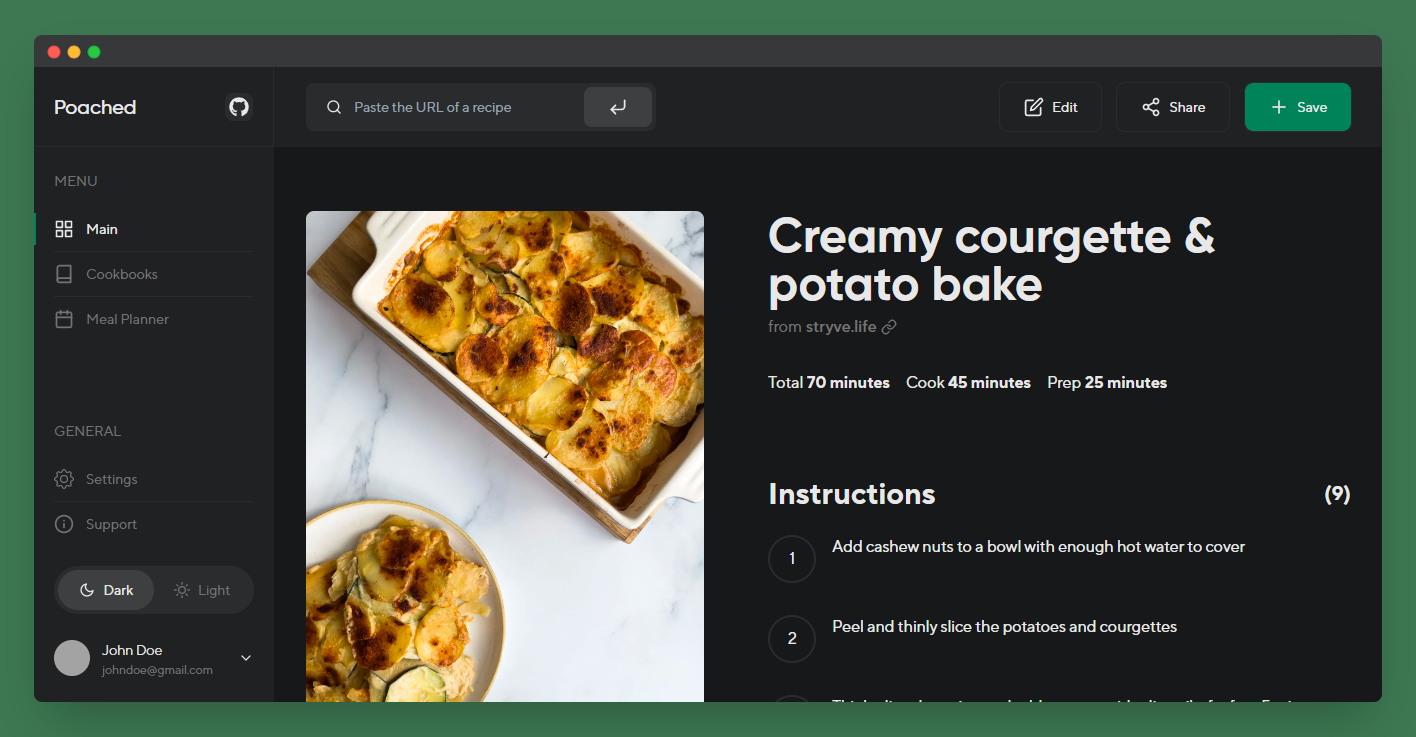 Poached
Paste the URL of a recipe
Edit
Share
Save
MENU
Main
Cookbooks
Meal Planner
GENERAL
Settings
Support
Dark
Light
John Doe
johndoe@gmail.com
Creamy courgette &
potato bake
from stryve.life
Total 70 minutes Cook 45 minutes Prep 25 minutes
Instructions (9)
1 Add cashew nuts to a bowl with enough hot water to cover
2 Peel and thinly slice the potatoes and courgettes